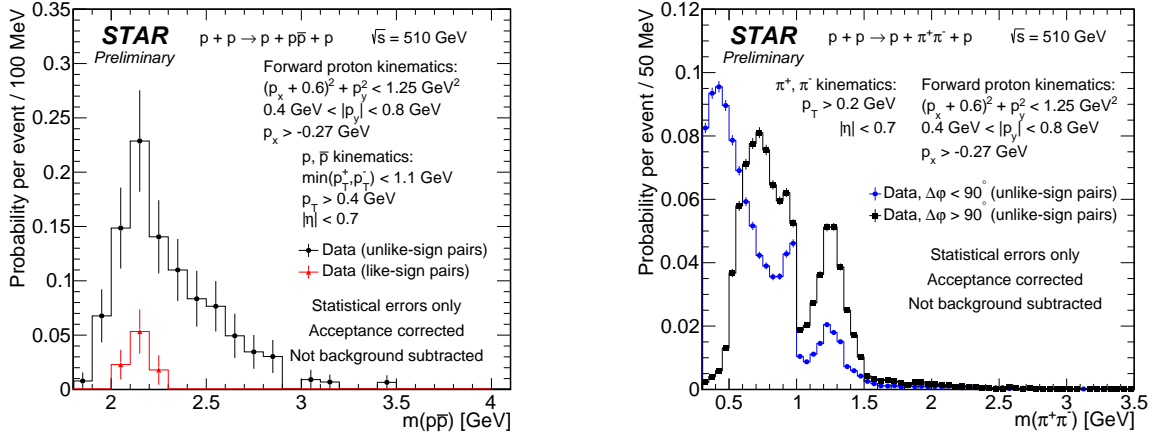 STAR
Preliminary
p + p → p + pp̅ + p √s = 510 GeV
Forward proton kinematics:
(pₓ + 0.6)² + p²_y < 1.25 GeV²
0.4 GeV < |p_y| < 0.8 GeV
pₓ > -0.27 GeV
p, p̅ kinematics:
min(p⁺_T, p⁻_T) < 1.1 GeV
p_T > 0.4 GeV
|η| < 0.7
Data (unlike-sign pairs)
Data (like-sign pairs)
Statistical errors only
Acceptance corrected
Not background subtracted
Probability per event / 100 MeV
0.35
0.3
0.25
0.2
0.15
0.1
0.05
0
2 2.5 3 3.5 4
m(pp̅) [GeV]
STAR
Preliminary
p + p → p + π⁺π⁻ + p √s = 510 GeV
π⁺, π⁻ kinematics:
p_T > 0.2 GeV
|η| < 0.7
Forward proton kinematics:
(pₓ + 0.6)² + p²_y < 1.25 GeV²
0.4 GeV < |p_y| < 0.8 GeV
pₓ > -0.27 GeV
Data, Δφ < 90° (unlike-sign pairs)
Data, Δφ > 90° (unlike-sign pairs)
Statistical errors only
Acceptance corrected
Not background subtracted
Probability per event / 50 MeV
0.12
0.1
0.08
0.06
0.04
0.02
0
0.5 1 1.5 2 2.5 3 3.5
m(π⁺π⁻) [GeV]